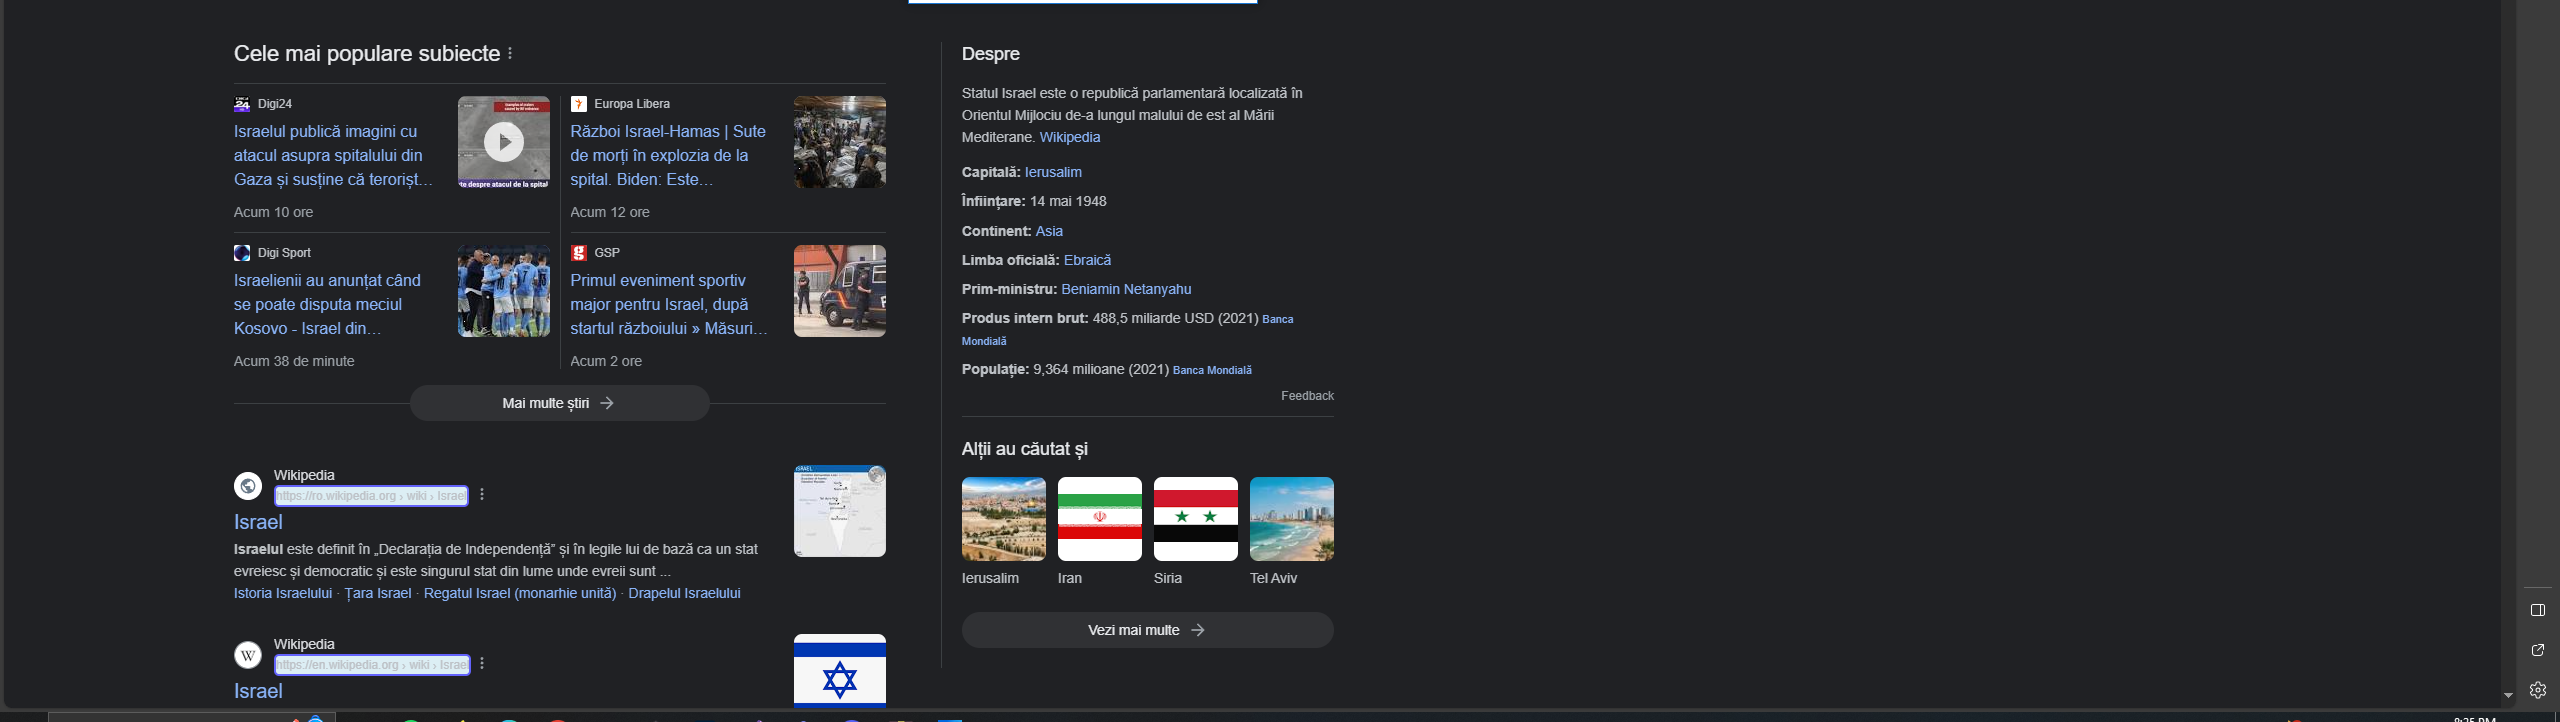 Cele mai populare subiecte
Digi24
Israelul publică imagini cu
atacul asupra spitalului din
Gaza și susține că terorișt...
Acum 10 ore
te despre atacul de la spital
Europa Libera
Război Israel-Hamas | Sute
de morți în explozia de la
spital. Biden: Este...
Acum 12 ore
Digi Sport
Israelienii au anunțat când
se poate disputa meciul
Kosovo - Israel din...
Acum 38 de minute
GSP
Primul eveniment sportiv
major pentru Israel, după
startul războiului » Măsuri...
Acum 2 ore
Mai multe știri
Wikipedia
https://ro.wikipedia.org › wiki › Israel
Israel
Israelul este definit în „Declarația de Independență” și în legile lui de bază ca un stat
evreiesc și democratic și este singurul stat din lume unde evreii sunt ...
Istoria Israelului · Țara Israel · Regatul Israel (monarhie unită) · Drapelul Israelului
ISRAEL
Wikipedia
https://en.wikipedia.org › wiki › Israel
Israel
Despre
Statul Israel este o republică parlamentară localizată în
Orientul Mijlociu de-a lungul malului de est al Mării
Mediterane. Wikipedia
Capitală: Ierusalim
Înființare: 14 mai 1948
Continent: Asia
Limba oficială: Ebraică
Prim-ministru: Beniamin Netanyahu
Produs intern brut: 488,5 miliarde USD (2021) Banca
Mondială
Populație: 9,364 milioane (2021) Banca Mondială
Feedback
Alții au căutat și
Ierusalim
Iran
Siria
Tel Aviv
Vezi mai multe